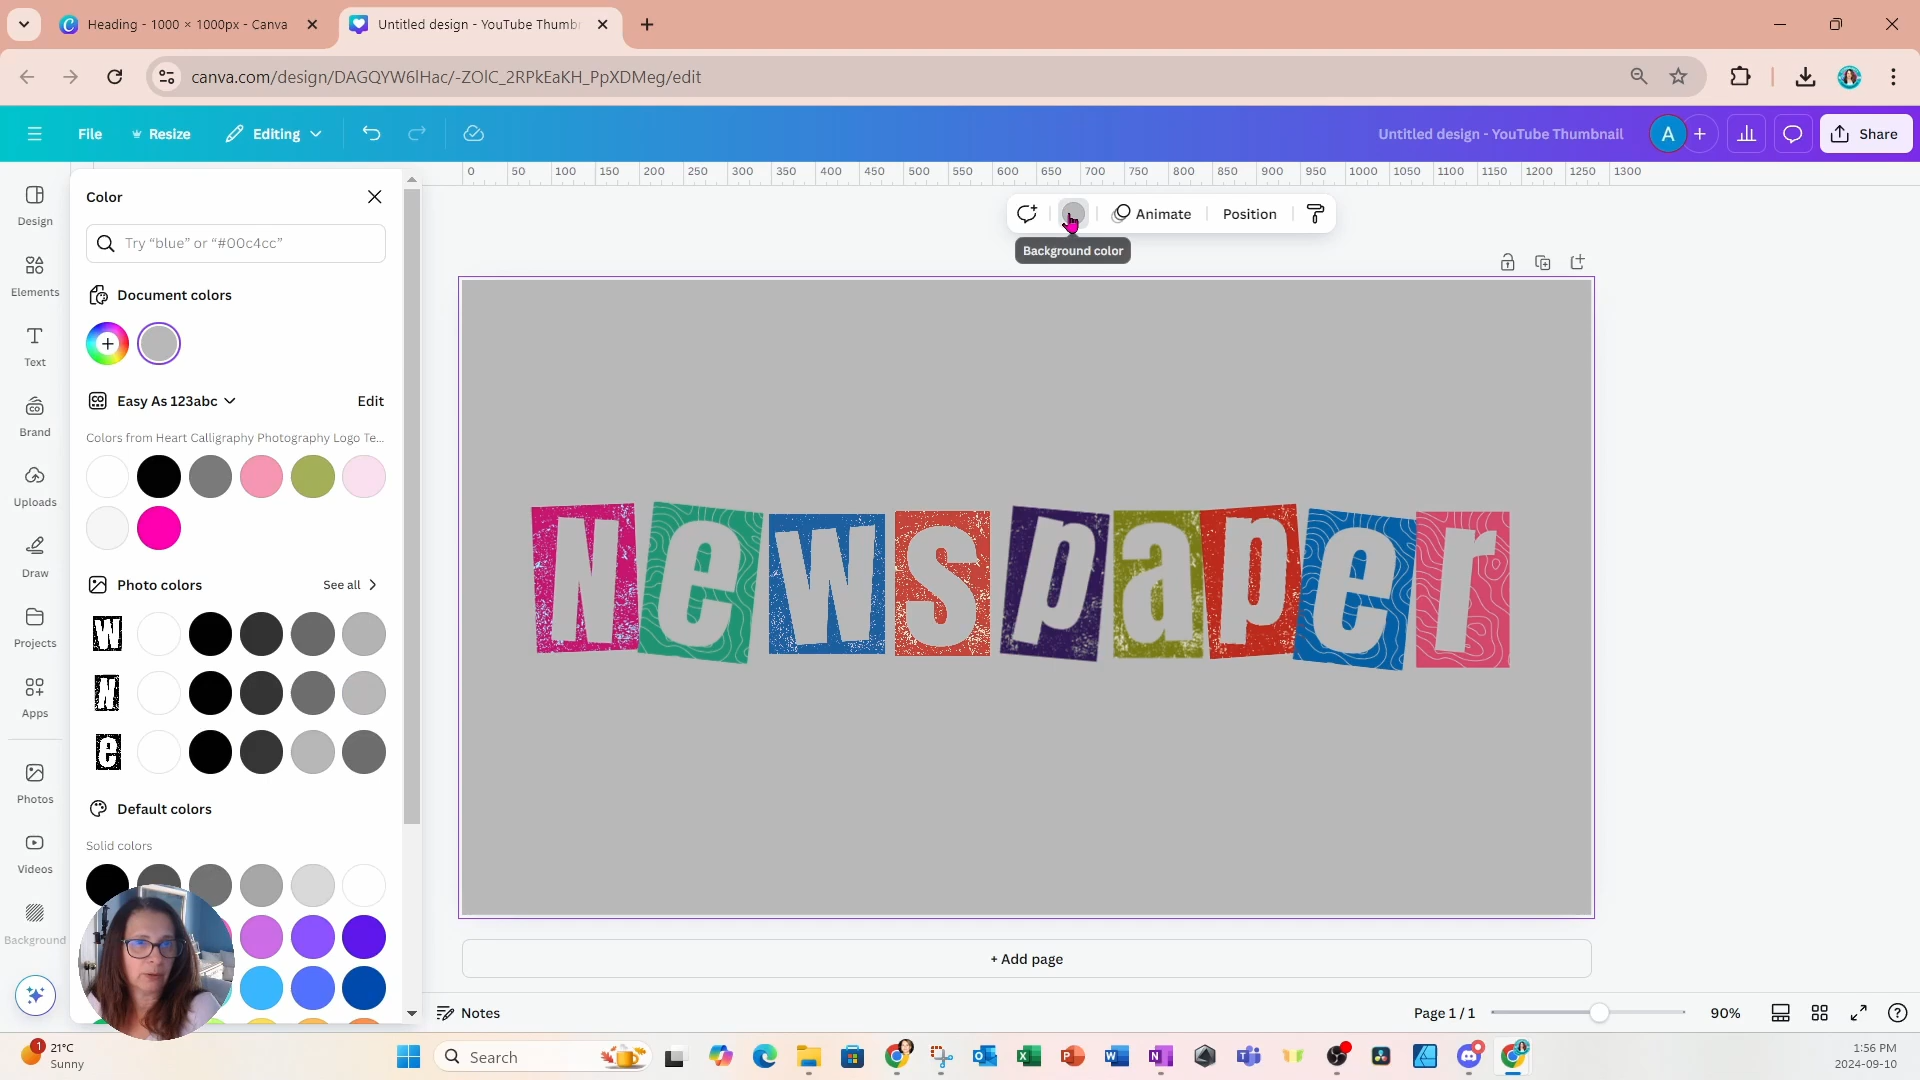 Heading - 1000 × 1000px - Canva
Untitled design - YouTube Thumb
canva.com/design/DAGQYW6lHac/-ZOlC_2RPkEaKH_PpXDMeg/edit
File
Resize
Editing
Untitled design - YouTube Thumbnail
A
Share
0 50 100 150 200 250 300 350 400 450 500 550 600 650 700 750 800 850 900 950 1000 1050 1100 1150 1200 1250 1300
Design
Elements
Text
Brand
Uploads
Draw
Projects
Apps
Photos
Videos
Background
Color
Try “blue” or “#00c4cc”
Document colors
Easy As 123abc
Edit
Colors from Heart Calligraphy Photography Logo Te...
Photo colors
See all
W
N
e
Default colors
Solid colors
Animate
Position
Background color
Newspaper
+ Add page
Notes
Page 1 / 1
90%
1
21°C
Sunny
Search
1:56 PM
2024-09-10